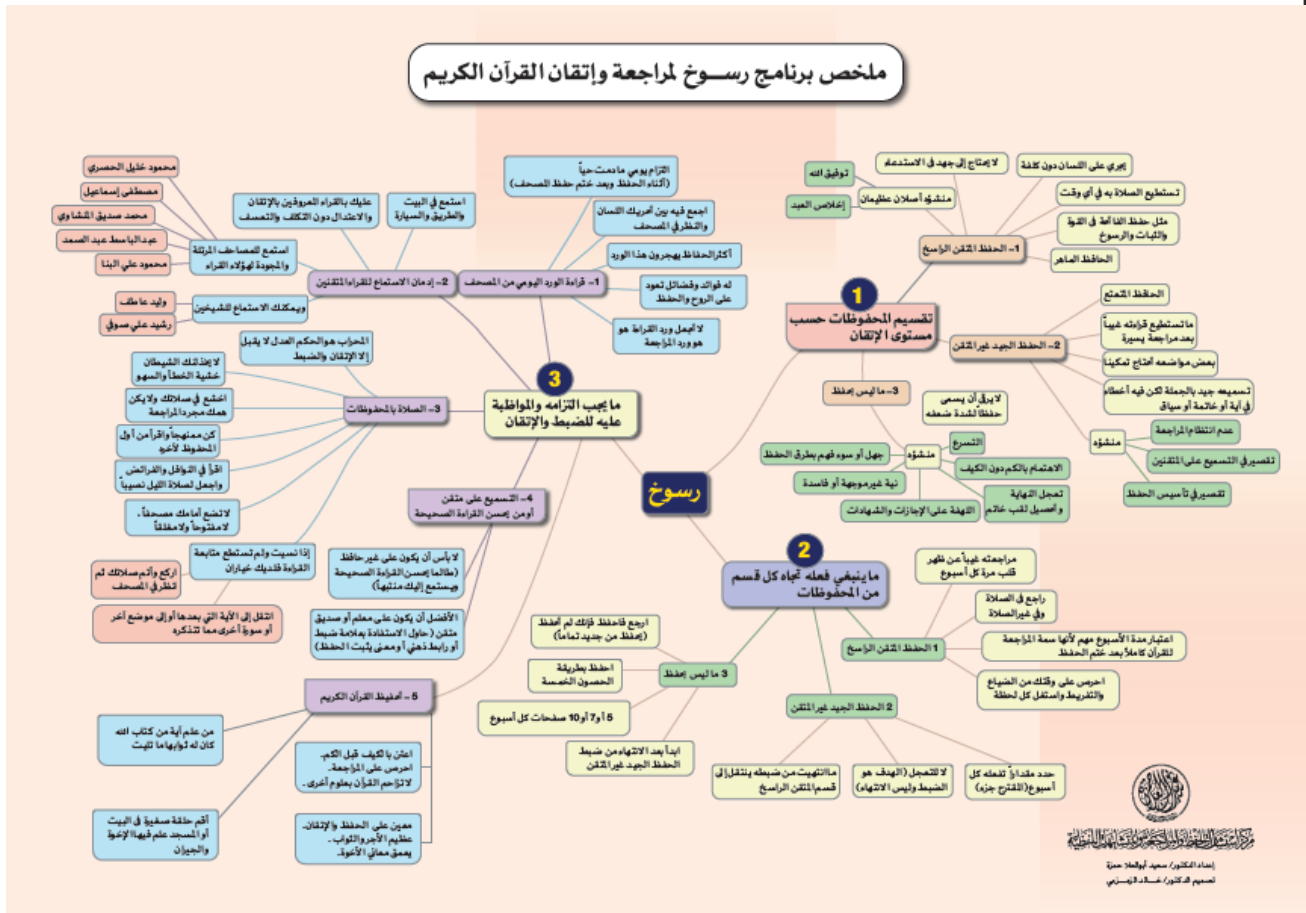 ملخص برنامج رســوخ لمراجعة وإتقان القرآن الكريم
رسوخ
1
تقسيم المحفوظات حسب
مستوى الإتقان
1- الحفظ المتقن الراسخ
يجري على اللسان دون كلفة
لا يحتاج إلى جهد في الاستدعاء
تستطيع الصلاة به في أي وقت
مثل حفظ الفاتحة في القوة
والثبات والرسوخ
الحافظ الماهر
منشؤه أصلان عظيمان
توفيق الله
إخلاص العبد
2- الحفظ الجيد غير المتقن
الحافظ المتتعتع
ما تستطيع قراءته غيباً
بعد مراجعة يسيرة
بعض مواضعه تحتاج تمكينا
تسميعه جيد بالجملة لكن فيه أخطاء
في آية أو خاتمة أو سياق
منشؤه
عدم انتظام المراجعة
تقصير في التسميع على المتقنين
تقصير في تأسيس الحفظ
3- ما ليس بحفظ
لا يرق أن يسمى
حفظاً لشدة ضعفه
منشؤه
التسرع
جهل أو سوء فهم بطرق الحفظ
الاهتمام بالكم دون الكيف
نية غير موجهة أو فاسدة
تعجل النهاية
وتحصيل لقب خاتم
اللهفة على الإجازات والشهادات
2
ما ينبغي فعله تجاه كل قسم
من المحفوظات
1 الحفظ المتقن الراسخ
مراجعته غيباً عن ظهر
قلب مرة كل أسبوع
راجع في الصلاة
وفي غير الصلاة
اعتبار مدة الأسبوع مهم لأنها سمة المراجعة
للقرآن كاملاً بعد ختم الحفظ
احرص على وقتك من الضياع
والتفريط واستغل كل لحظة
2 الحفظ الجيد غير المتقن
حدد مقداراً تفعله كل
أسبوع (المقترح جزء)
لا للتعجل (الهدف هو
الضبط وليس الانتهاء)
ما انتهيت من ضبطه ينتقل إلى
قسم المتقن الراسخ
3 ما ليس بحفظ
ارجع فاحفظ فإنك لم تحفظ
(يحفظ من جديد تماماً)
احفظ بطريقة
الحصون الخمسة
5 أو 7 أو 10 صفحات كل أسبوع
ابدأ بعد الانتهاء من ضبط
الحفظ الجيد غير المتقن
3
ما يجب التزامه والمواظبة
عليه للضبط والإتقان
1- قراءة الورد اليومي من المصحف
التزام يومي ما دمت حياً
(أثناء الحفظ وبعد ختم حفظ المصحف)
اجمع فيه بين تحريك اللسان
والنظر في المصحف
أكثر الحفاظ يهجرون هذا الورد
له فوائد وفضائل تعود
على الروح والحفظ
لا تجعل ورد القراءة هو
هو ورد المراجعة
2- إدمان الاستماع للقراء المتقنين
استمع في البيت
والطريق والسيارة
عليك بالقراء المعروفين بالإتقان
والاعتدال دون التكلف والتعسف
استمع للمصاحف المرتلة
والمجودة لهؤلاء القراء
محمود خليل الحصري
مصطفى إسماعيل
محمد صديق المنشاوي
عبد الباسط عبد الصمد
محمود علي البنا
ويمكنك الاستماع للشيخين
وليد عاطف
رشيد علي صوفي
3- الصلاة بالمحفوظات
المحراب هو الحكم العدل لا يقبل
إلا الإتقان والضبط
لا يخذلنك الشيطان
خشية الخطأ والسهو
اخشع في صلاتك ولا يكن
همك مجرد المراجعة
كن ممنهجاً واقرأ من أول
المحفوظ لآخره
اقرأ في النوافل والفرائض
واجعل لصلاة الليل نصيباً
لا تضع أمامك مصحفاً،
لا مفتوحاً ولا مغلقاً
إذا نسيت ولم تستطع متابعة
القراءة فلديك خياران
اركع وأتم صلاتك ثم
تنظر في المصحف
انتقل إلى الآية التي بعدها أو إلى موضع آخر
أو سورة أخرى مما تتذكره
4- التسميع على متقن
أو من يحسن القراءة الصحيحة
لا بأس أن يكون على غير حافظ
(طالما يحسن القراءة الصحيحة
ويستمع إليك منتبهاً)
الأفضل أن يكون على معلم أو صديق
متقن (حاول الاستفادة بعلامة ضبط
أو رابط ذهني أو معنى يثبت الحفظ)
5- تحفيظ القرآن الكريم
من علم آية من كتاب الله
كان له ثوابها ما تليت
اعتن بالكيف قبل الكم.
احرص على المراجعة.
لا تزاحم القرآن بعلوم أخرى.
أقم حلقة صغيرة في البيت
أو المسجد علم فيها الإخوة
والجيران
معين على الحفظ والإتقان.
عظيم الأجر والثواب.
يعمق معاني الأخوة.
إعداد الدكتور/ سعيد أبو العلا حمزة
تصميم الدكتور/ خــالد الزمــزمي